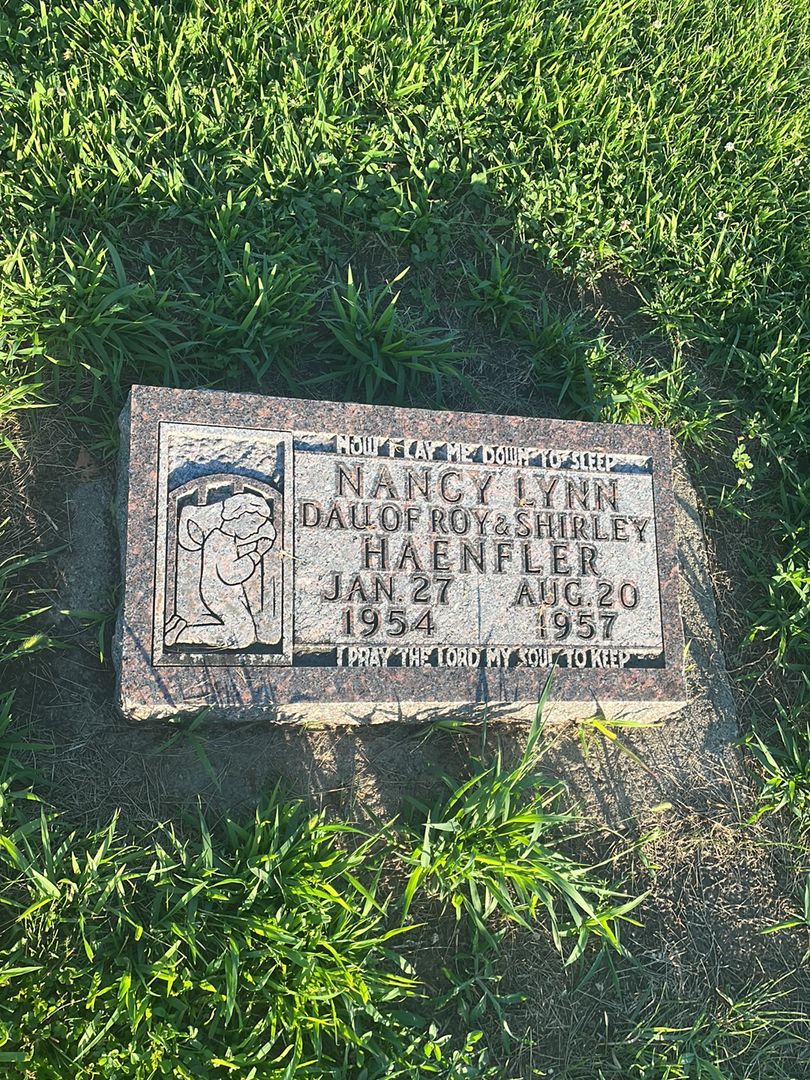 NOW I LAY ME DOWN TO SLEEP
NANCY LYNN
DAU OF ROY & SHIRLEY
HAENFLER
JAN. 27 AUG. 20
1954 1957
I PRAY THE LORD MY SOUL TO KEEP